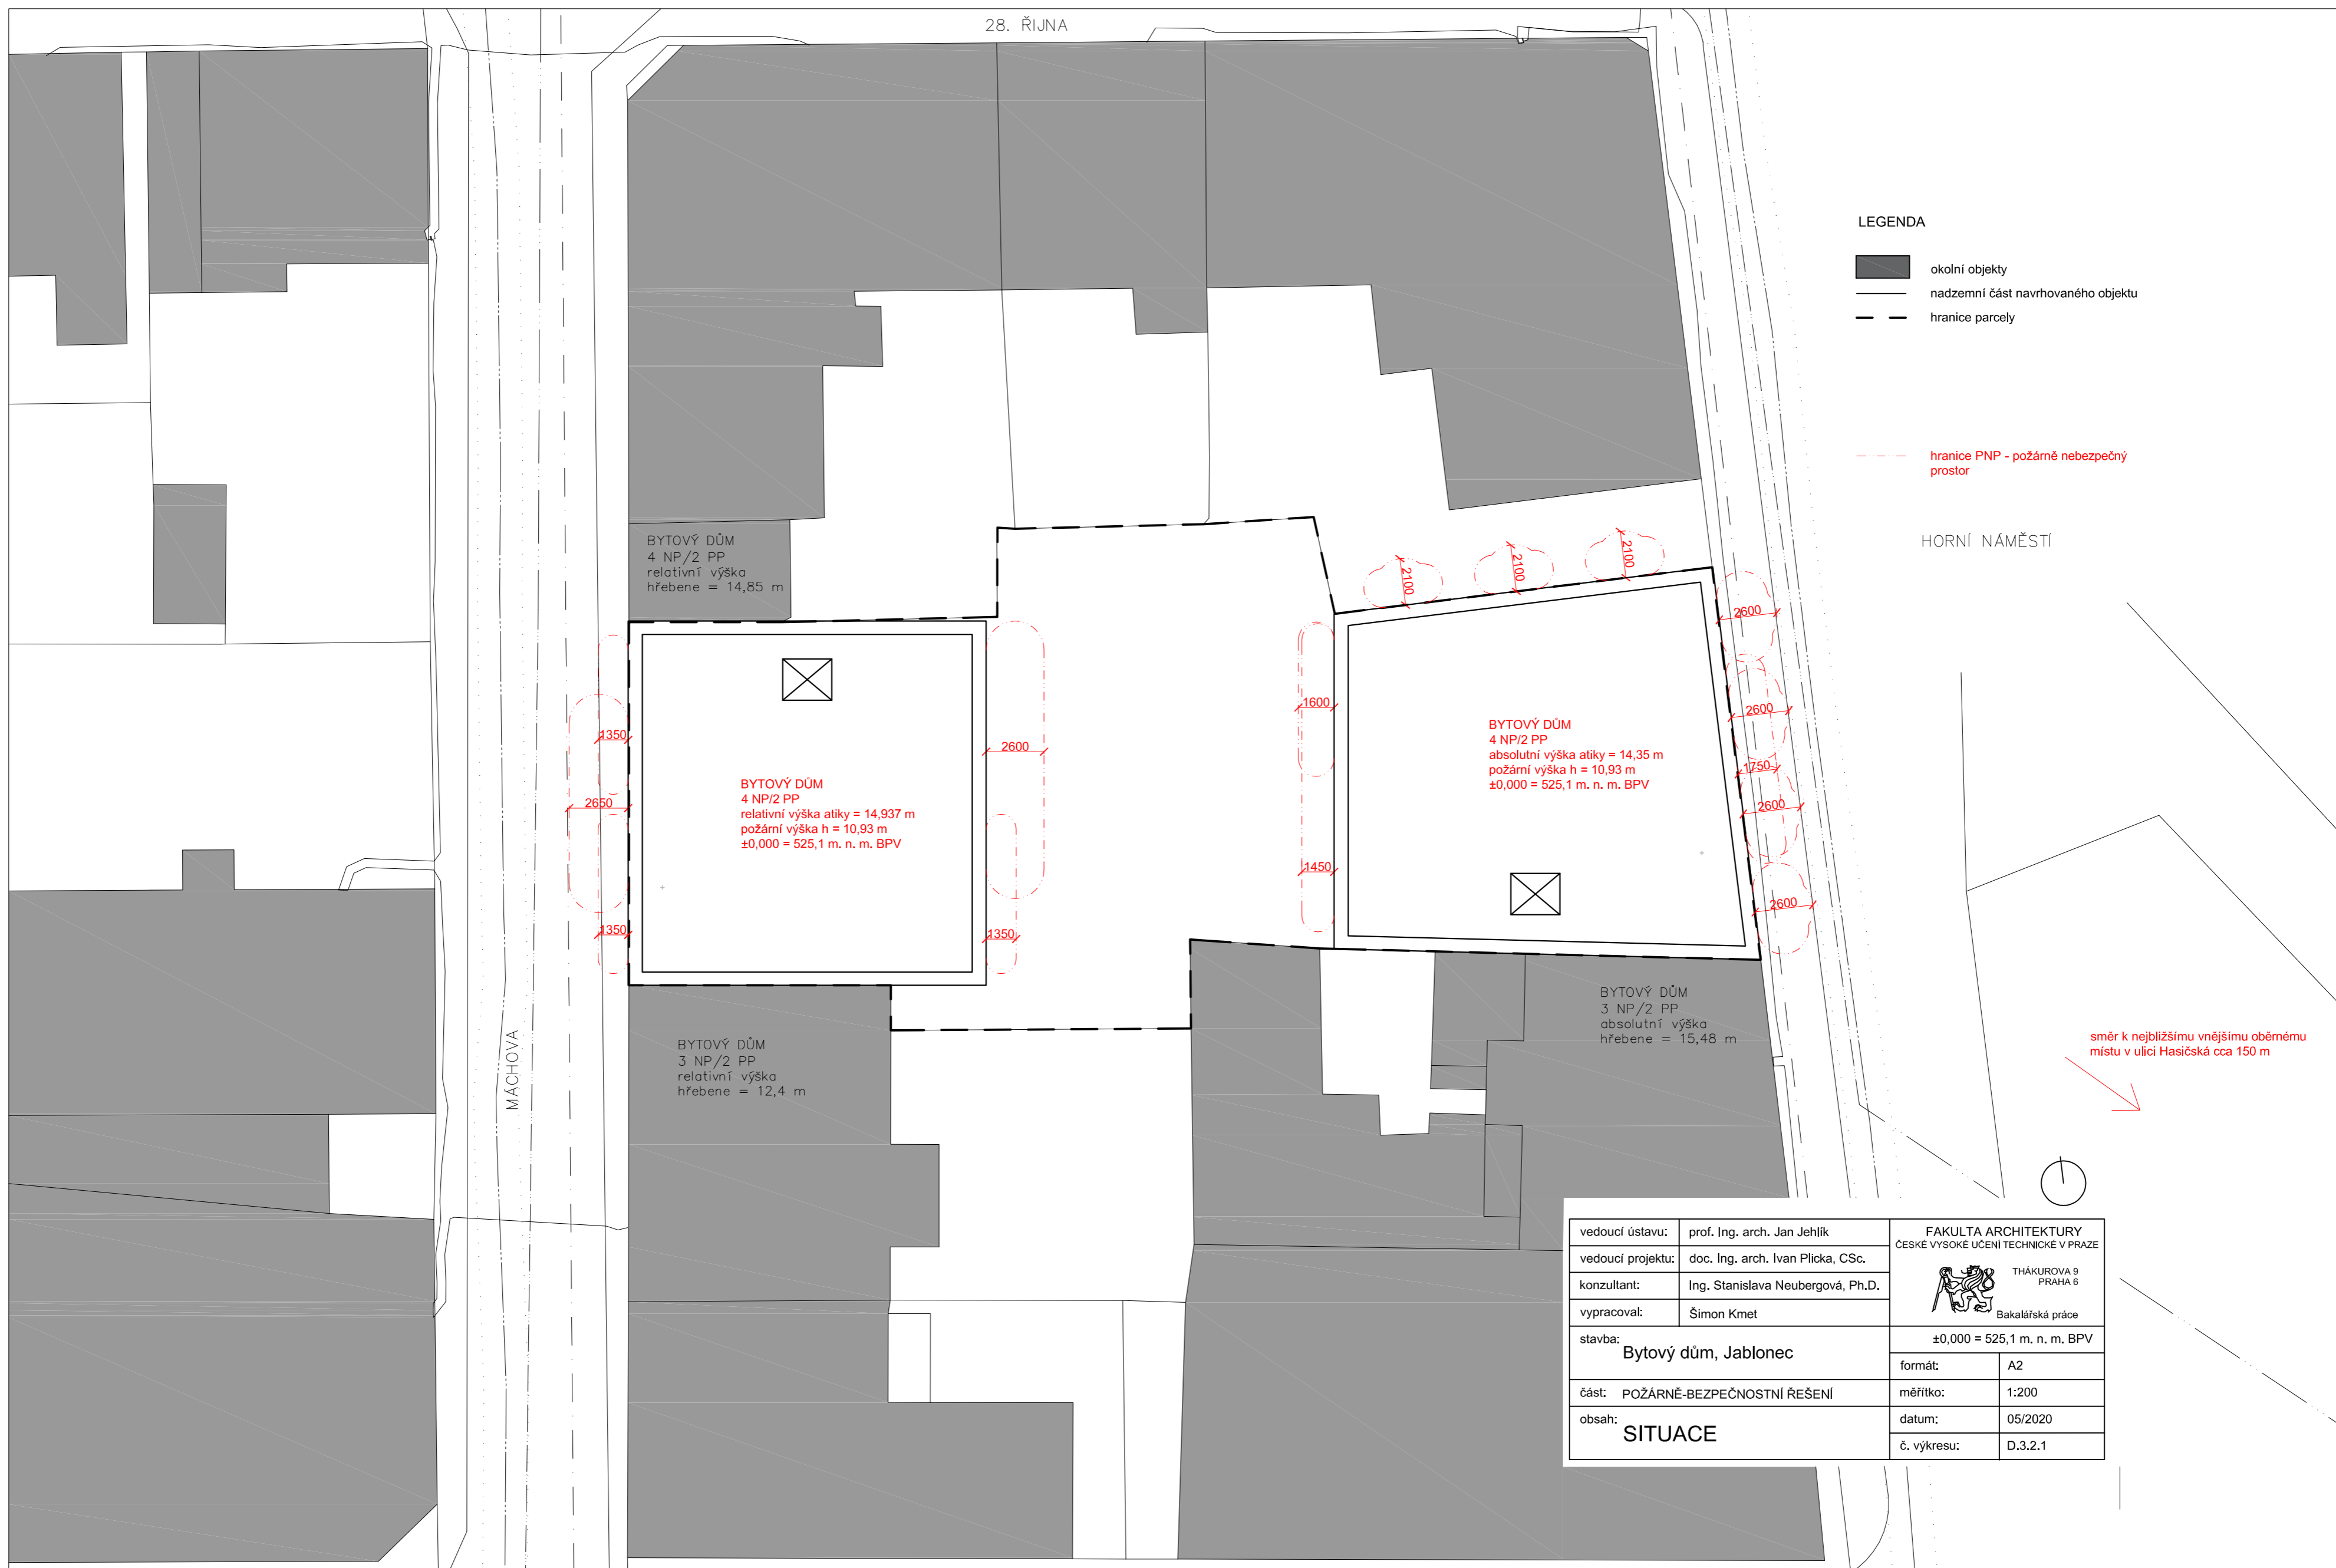 28. ŘIJNA
LEGENDA
okolní objekty
nadzemní část navrhovaného objektu
hranice parcely
hranice PNP - požárně nebezpečný
prostor
HORNÍ NÁMĚSTÍ
BYTOVÝ DŮM
4 NP/2 PP
relativní výška
hřebene = 14,85 m
2100
2100
2100
2600
2600
1750
2600
2600
1600
1450
1350
2650
1350
2600
1350
BYTOVÝ DŮM
4 NP/2 PP
relativní výška atiky = 14,937 m
požární výška h = 10,93 m
±0,000 = 525,1 m. n. m. BPV
BYTOVÝ DŮM
4 NP/2 PP
absolutní výška atiky = 14,35 m
požární výška h = 10,93 m
±0,000 = 525,1 m. n. m. BPV
BYTOVÝ DŮM
3 NP/2 PP
relativní výška
hřebene = 12,4 m
BYTOVÝ DŮM
3 NP/2 PP
absolutní výška
hřebene = 15,48 m
MÁCHOVA
směr k nejbližšímu vnějšímu oběrnému
místu v ulici Hasičská cca 150 m
vedoucí ústavu: prof. Ing. arch. Jan Jehlík
vedoucí projektu: doc. Ing. arch. Ivan Plicka, CSc.
konzultant: Ing. Stanislava Neubergová, Ph.D.
vypracoval: Šimon Kmet
FAKULTA ARCHITEKTURY
ČESKÉ VYSOKÉ UČENÍ TECHNICKÉ V PRAZE
THÁKUROVA 9
PRAHA 6
Bakalářská práce
stavba: Bytový dům, Jablonec
±0,000 = 525,1 m. n. m. BPV
formát: A2
část: POŽÁRNĚ-BEZPEČNOSTNÍ ŘEŠENÍ
měřítko: 1:200
obsah: SITUACE
datum: 05/2020
č. výkresu: D.3.2.1